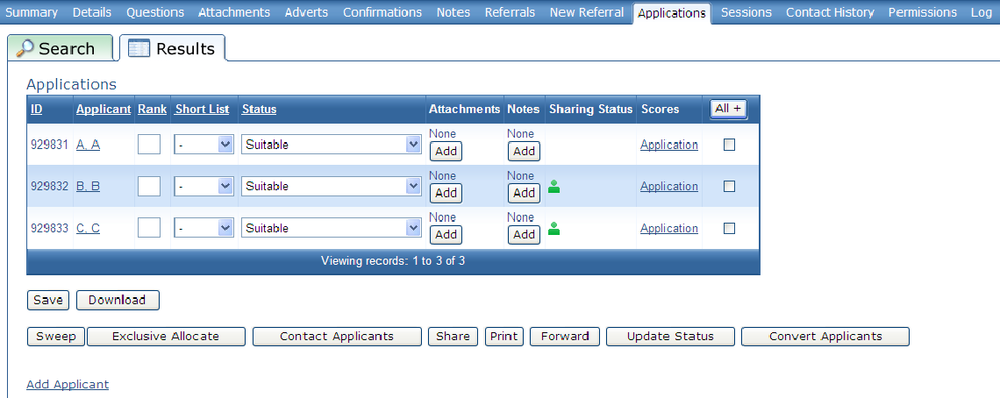 Summary Details Questions Attachments Adverts Confirmations Notes Referrals New Referral Applications Sessions Contact History Permissions Log
Search Results
Applications
ID Applicant Rank Short List Status Attachments Notes Sharing Status Scores All +
929831 A, A - Suitable None Add None Add Application
929832 B, B - Suitable None Add None Add Application
929833 C, C - Suitable None Add None Add Application
Viewing records: 1 to 3 of 3
Save Download
Sweep Exclusive Allocate Contact Applicants Share Print Forward Update Status Convert Applicants
Add Applicant